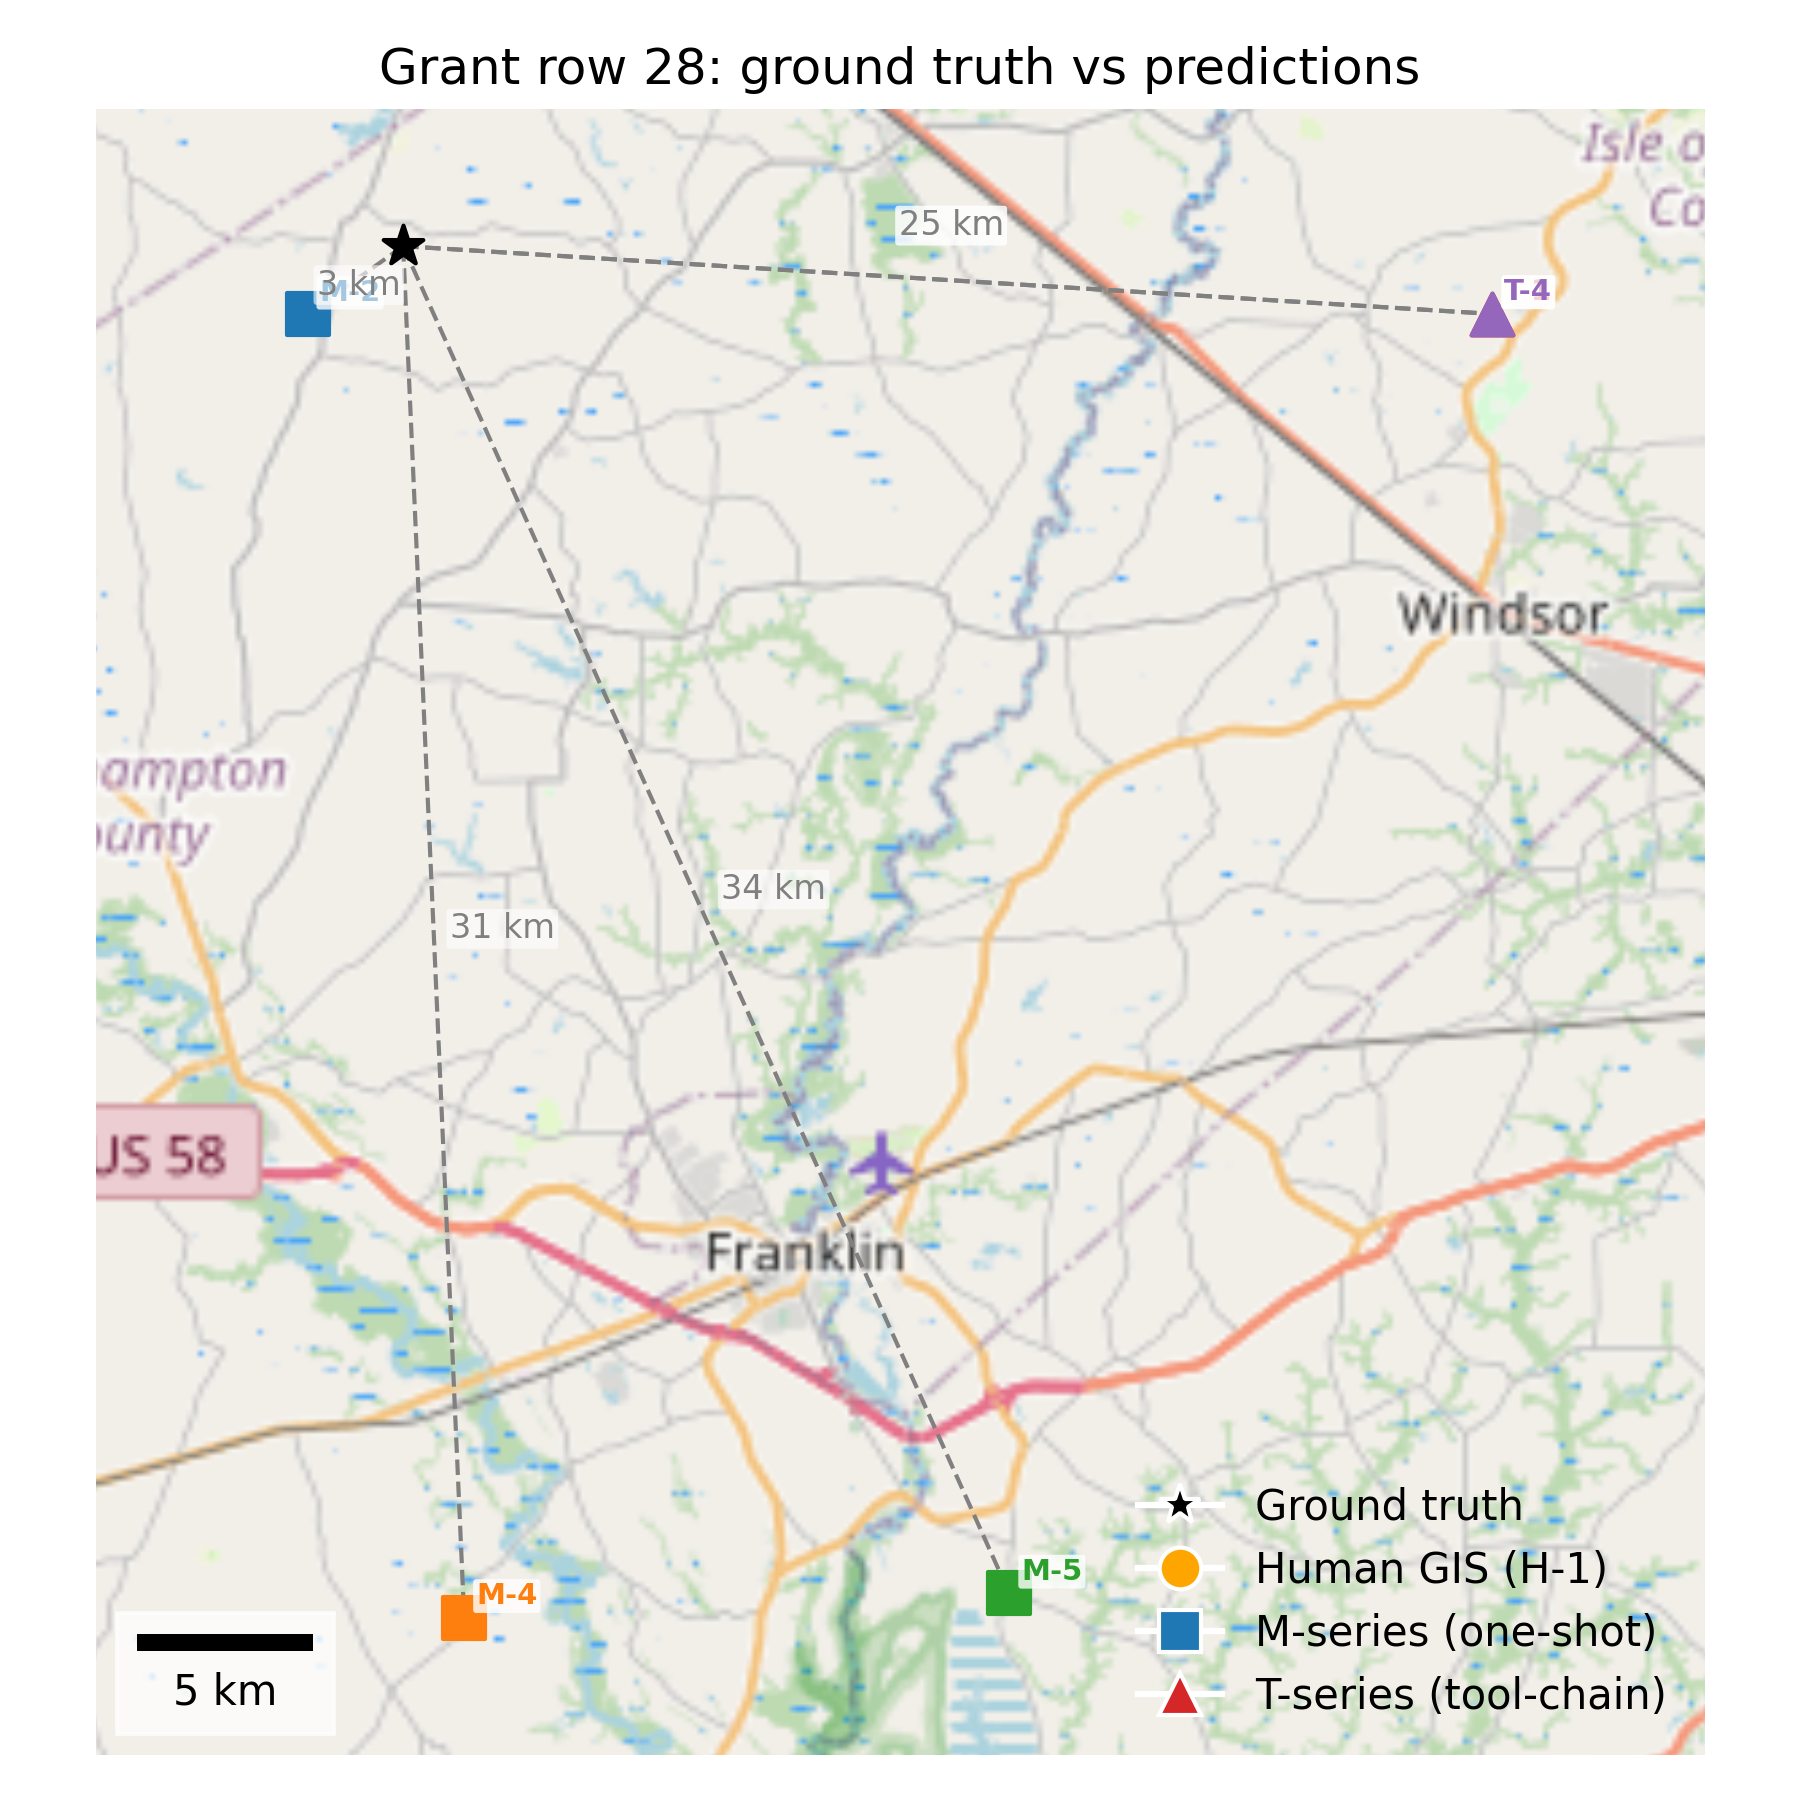 Grant row 28: ground truth vs predictions
Isle o
Co
25 km
3 km
M-2
T-4
Windsor
ampton
ounty
34 km
31 km
US 58
Franklin
M-5
M-4
Ground truth
Human GIS (H-1)
M-series (one-shot)
T-series (tool-chain)
5 km